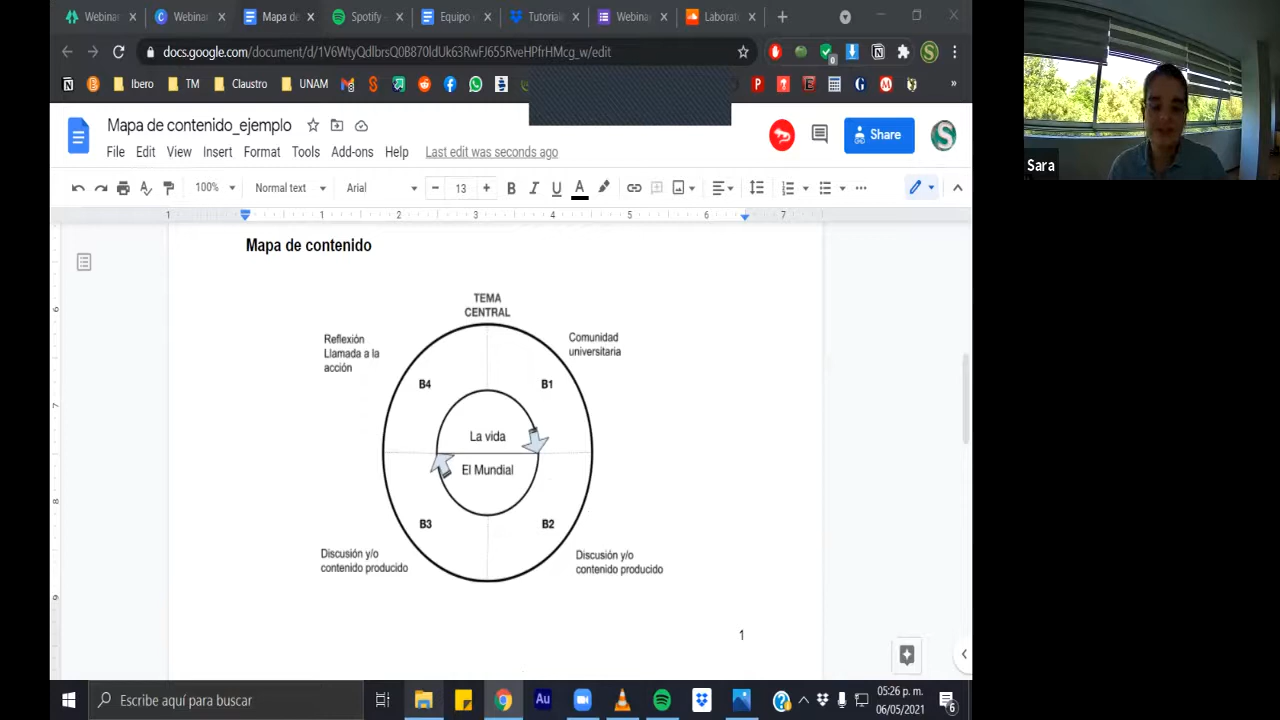 Webinar
Webinar
Mapa de
Spotify
Equipo
Tutorial
Webinar
Laborat
docs.google.com/document/d/
Ibero
TM
Claustro
UNAM
Mapa de contenido_ejemplo
Share
File Edit View Insert Format Tools Add-ons Help Last edit was seconds ago
100% Normal text Arial 13
Sara
Mapa de contenido
TEMA
CENTRAL
Reflexión
Llamada a la
acción
Comunidad
universitaria
B4
B1
La vida
El Mundial
B3
B2
Discusión y/o
contenido producido
Discusión y/o
contenido producido
1
Escribe aquí para buscar
05:26 p. m.
06/05/2021